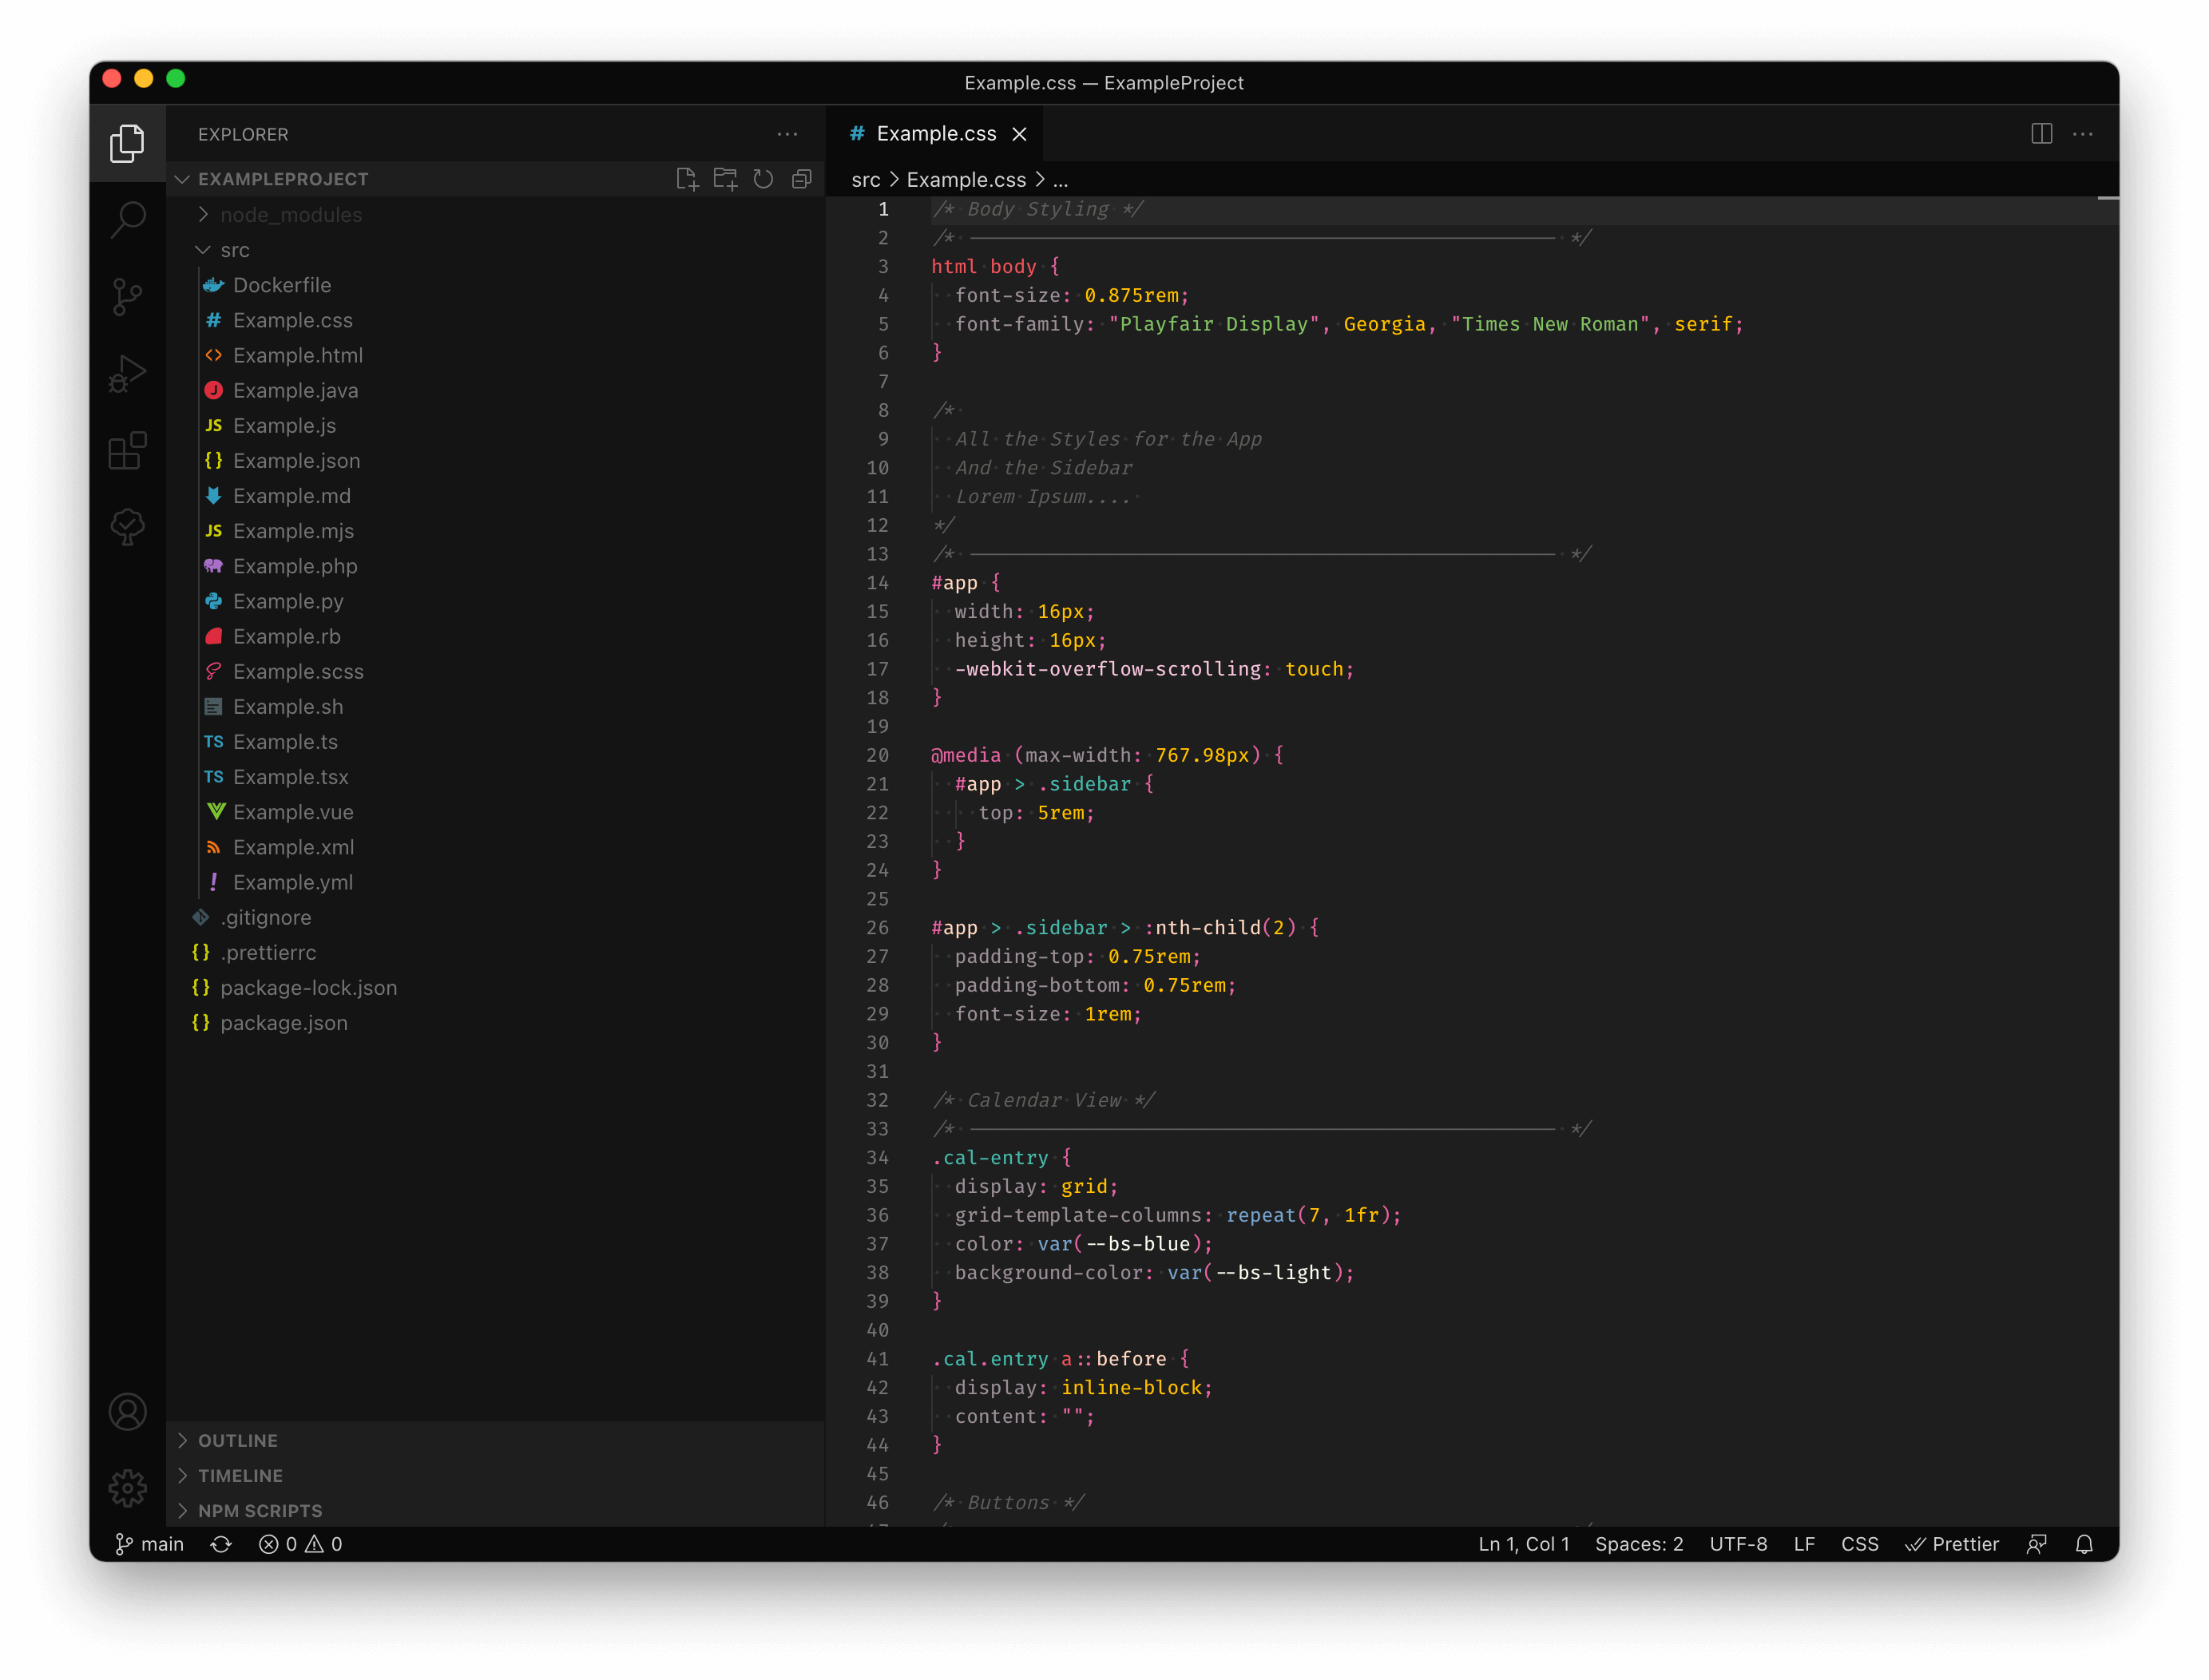 Example.css — ExampleProject
EXPLORER
EXAMPLEPROJECT
node_modules
src
Dockerfile
# Example.css
Example.html
Example.java
JS Example.js
{} Example.json
Example.md
JS Example.mjs
Example.php
Example.py
Example.rb
Example.scss
Example.sh
TS Example.ts
TS Example.tsx
Example.vue
Example.xml
! Example.yml
.gitignore
{} .prettierrc
{} package-lock.json
{} package.json
OUTLINE
TIMELINE
NPM SCRIPTS
# Example.css
src > Example.css > ...
1 /* Body Styling */
2 /* ────────────────────────────────────────────────── */
3 html body {
4   font-size: 0.875rem;
5   font-family: "Playfair Display", Georgia, "Times New Roman", serif;
6 }
7
8 /*
9   All the Styles for the App
10   And the Sidebar
11   Lorem Ipsum....
12 */
13 /* ────────────────────────────────────────────────── */
14 #app {
15   width: 16px;
16   height: 16px;
17   -webkit-overflow-scrolling: touch;
18 }
19
20 @media (max-width: 767.98px) {
21   #app > .sidebar {
22     top: 5rem;
23   }
24 }
25
26 #app > .sidebar > :nth-child(2) {
27   padding-top: 0.75rem;
28   padding-bottom: 0.75rem;
29   font-size: 1rem;
30 }
31
32 /* Calendar View */
33 /* ────────────────────────────────────────────────── */
34 .cal-entry {
35   display: grid;
36   grid-template-columns: repeat(7, 1fr);
37   color: var(--bs-blue);
38   background-color: var(--bs-light);
39 }
40
41 .cal.entry a::before {
42   display: inline-block;
43   content: "";
44 }
45
46 /* Buttons */
main 0 0
Ln 1, Col 1 Spaces: 2 UTF-8 LF CSS Prettier